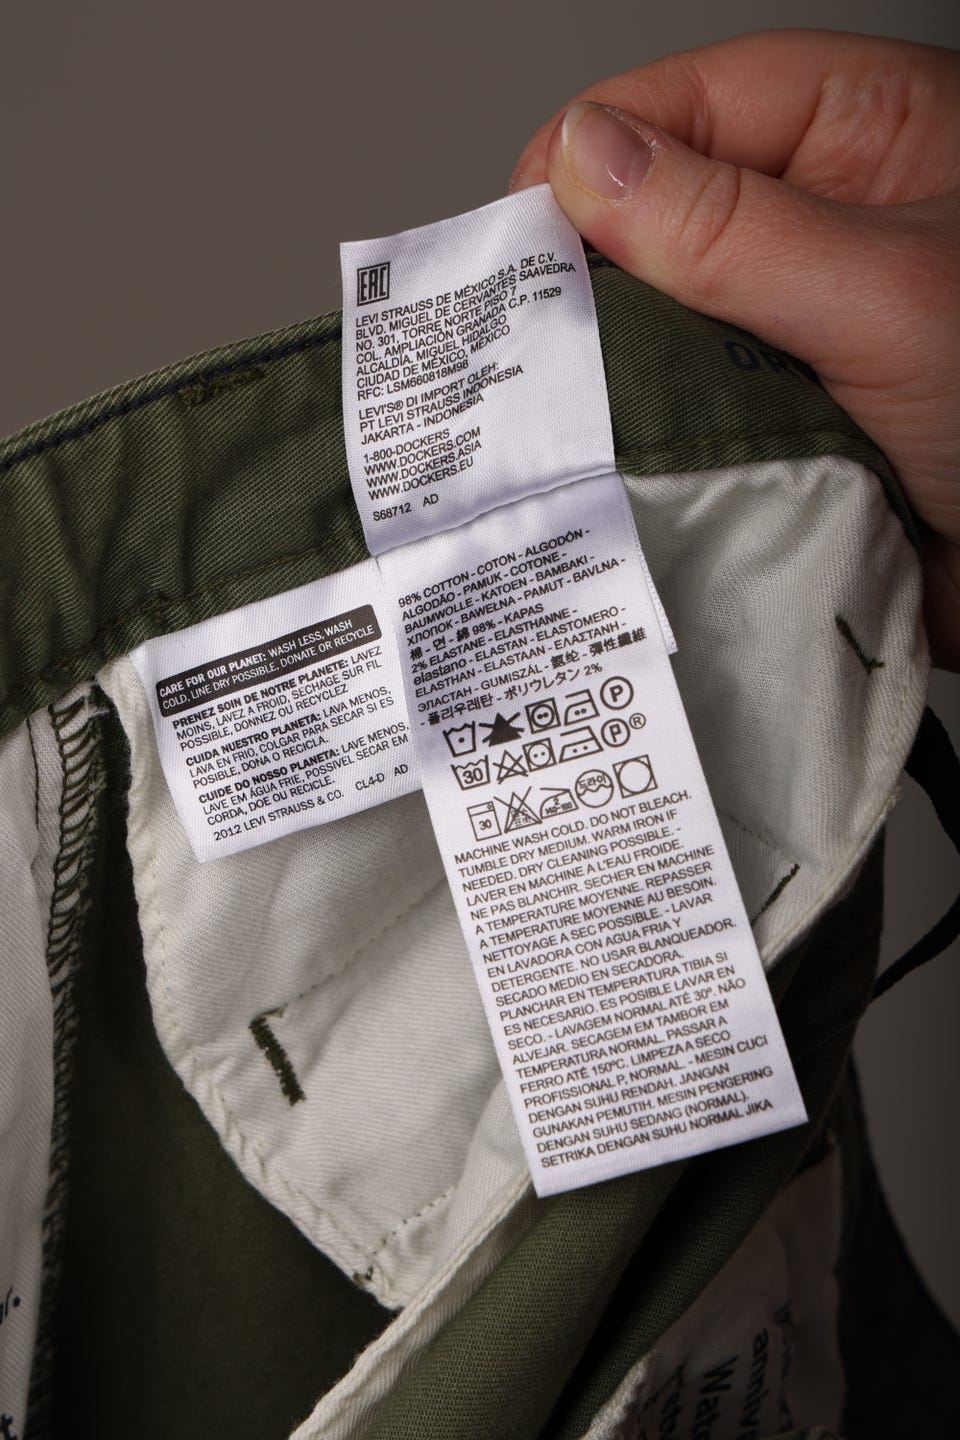 EAC
LEVI STRAUSS DE MÉXICO S.A. DE C.V.
BLVD. MIGUEL DE CERVANTES SAAVEDRA
NO. 301, TORRE NORTE PISO 7
COL. AMPLIACIÓN GRANADA C.P. 11529
ALCALDÍA. MIGUEL HIDALGO
CIUDAD DE MÉXICO, MÉXICO
RFC: LSM660818M98
LEVI'S® DI IMPORT OLEH:
PT LEVI STRAUSS INDONESIA
JAKARTA - INDONESIA
1-800-DOCKERS
WWW.DOCKERS.COM
WWW.DOCKERS.ASIA
WWW.DOCKERS.EU
S68712 AD
98% COTTON - COTON - ALGODÓN -
ALGODÃO - PAMUK - COTONE -
BAUMWOLLE - KATOEN - BAMBAKI -
ХЛОПОК - BAWEŁNA - PAMUT - BAVLNA -
棉 - 면 - 綿 98% - KAPAS
2% ELASTANE - ELASTHANNE -
elastano - ELASTAN - ELASTOMERO -
ELASTHAN - ELASTAAN - ΕΛΑΣΤΑΝΗ -
ЭЛАСТАН - GUMISZÁL - 氨纶 - 弾性繊維
- 폴리우레탄 - ポリウレタン 2%
P
30 P®
30 2 드라이
MACHINE WASH COLD. DO NOT BLEACH.
TUMBLE DRY MEDIUM. WARM IRON IF
NEEDED. DRY CLEANING POSSIBLE. -
LAVER EN MACHINE A L'EAU FROIDE.
NE PAS BLANCHIR. SECHER EN MACHINE
A TEMPERATURE MOYENNE. REPASSER
A TEMPERATURE MOYENNE AU BESOIN.
NETTOYAGE A SEC POSSIBLE. - LAVAR
EN LAVADORA CON AGUA FRIA Y
DETERGENTE. NO USAR BLANQUEADOR.
SECADO MEDIO EN SECADORA.
PLANCHAR EN TEMPERATURA TIBIA SI
ES NECESARIO. ES POSIBLE LAVAR EN
SECO. - LAVAGEM NORMAL ATÉ 30º. NÃO
ALVEJAR. SECAGEM EM TAMBOR EM
TEMPERATURA NORMAL. PASSAR A
FERRO ATÉ 150ºC. LIMPEZA A SECO
PROFISSIONAL P, NORMAL. - MESIN CUCI
DENGAN SUHU RENDAH. JANGAN
GUNAKAN PEMUTIH. MESIN PENGERING
DENGAN SUHU SEDANG (NORMAL).
SETRIKA DENGAN SUHU NORMAL JIKA
CARE FOR OUR PLANET: WASH LESS, WASH
COLD, LINE DRY POSSIBLE, DONATE OR RECYCLE
PRENEZ SOIN DE NOTRE PLANETE: LAVEZ
MOINS, LAVEZ À FROID, SECHAGE SUR FIL
POSSIBLE, DONNEZ OU RECYCLEZ
CUIDA NUESTRO PLANETA: LAVA MENOS,
LAVA EN FRIO, COLGAR PARA SECAR SI ES
POSIBLE, DONA O RECICLA.
CUIDE DO NOSSO PLANETA: LAVE MENOS,
LAVE EM ÁGUA FRIE, POSSIVEL SECAR EM
CORDA, DOE OU RECICLE.
2012 LEVI STRAUSS & CO. CL4-D AD